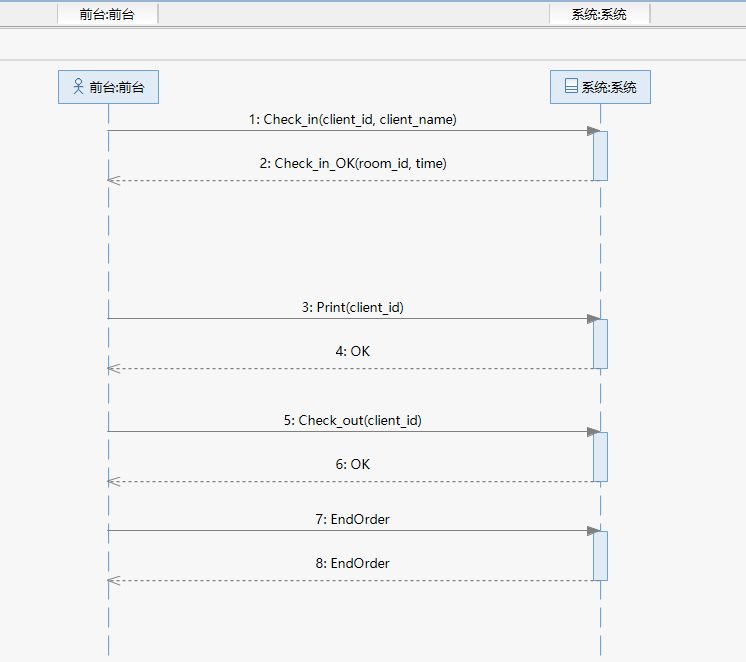 前台:前台 系统:系统
前台:前台 系统:系统
1: Check_in(client_id, client_name)
2: Check_in_OK(room_id, time)
3: Print(client_id)
4: OK
5: Check_out(client_id)
6: OK
7: EndOrder
8: EndOrder